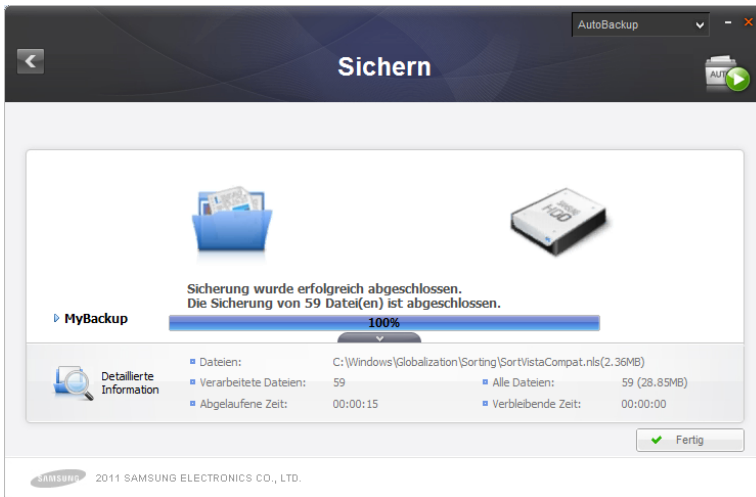 AutoBackup
Sichern
AUTO
SAMSUNG
HDD
Sicherung wurde erfolgreich abgeschlossen.
Die Sicherung von 59 Datei(en) ist abgeschlossen.
MyBackup
100%
Detaillierte
Information
Dateien: C:\Windows\Globalization\Sorting\SortVistaCompat.nls(2.36MB)
Verarbeitete Dateien: 59 Alle Dateien: 59 (28.85MB)
Abgelaufene Zeit: 00:00:15 Verbleibende Zeit: 00:00:00
Fertig
SAMSUNG 2011 SAMSUNG ELECTRONICS CO., LTD.